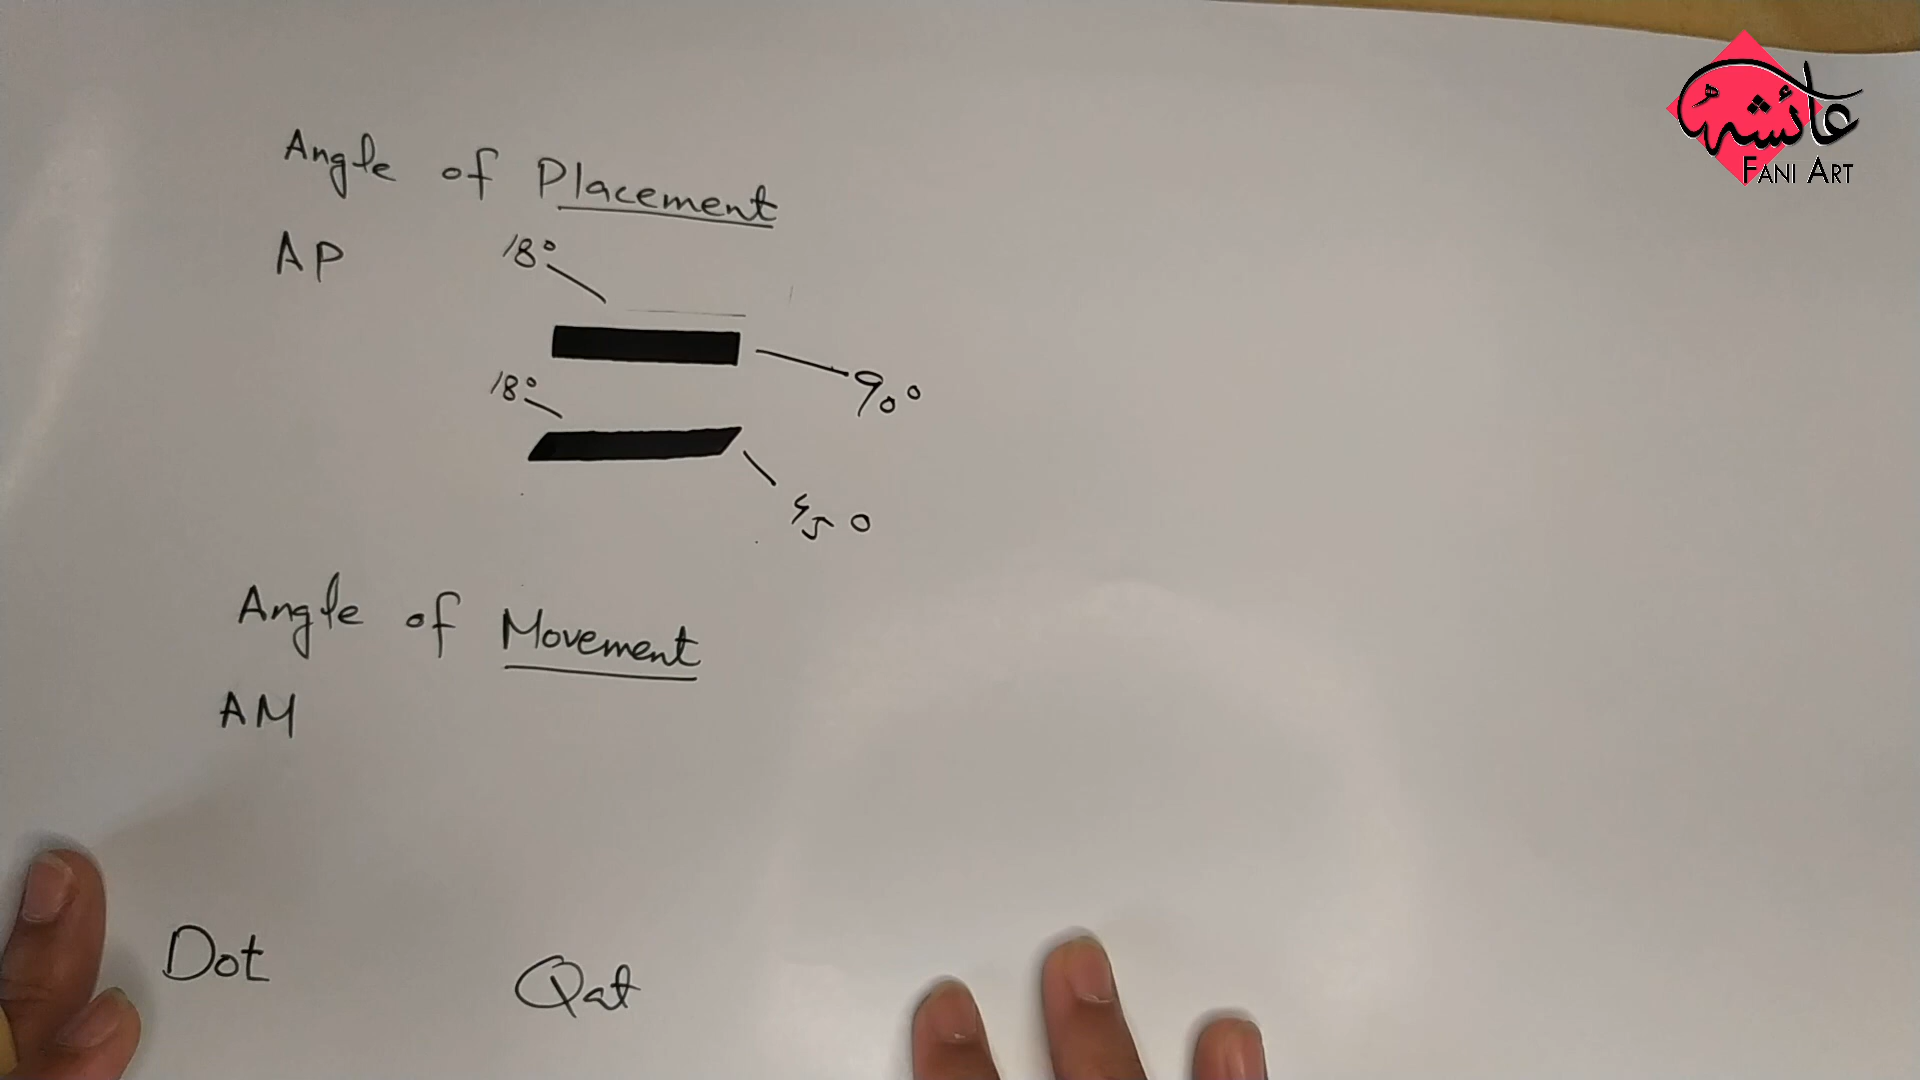 Angle of Placement
AP
18°
90°
18°
45°
Angle of Movement
AM
Dot
Qat
عائشہ
FANI ART